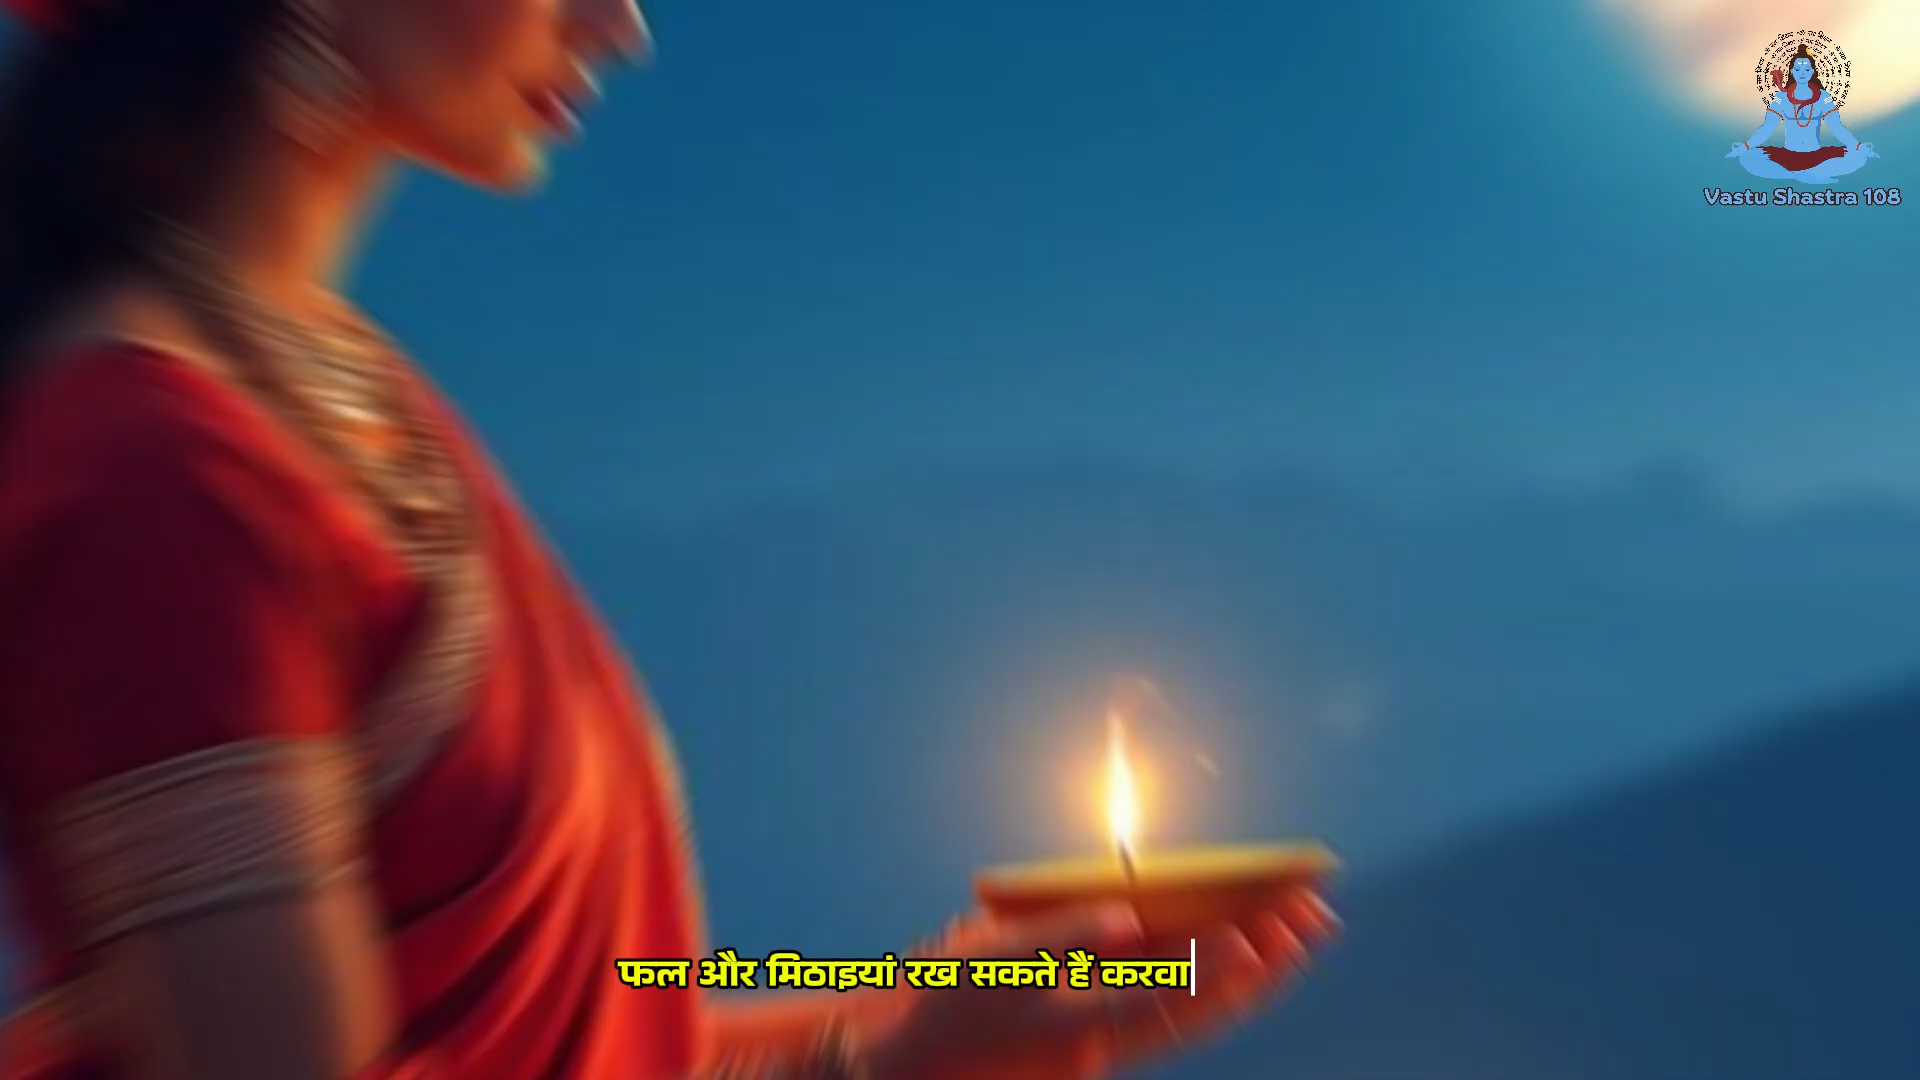 Vastu Shastra 108
फल और मिठाइयां रख सकते हैं करवा